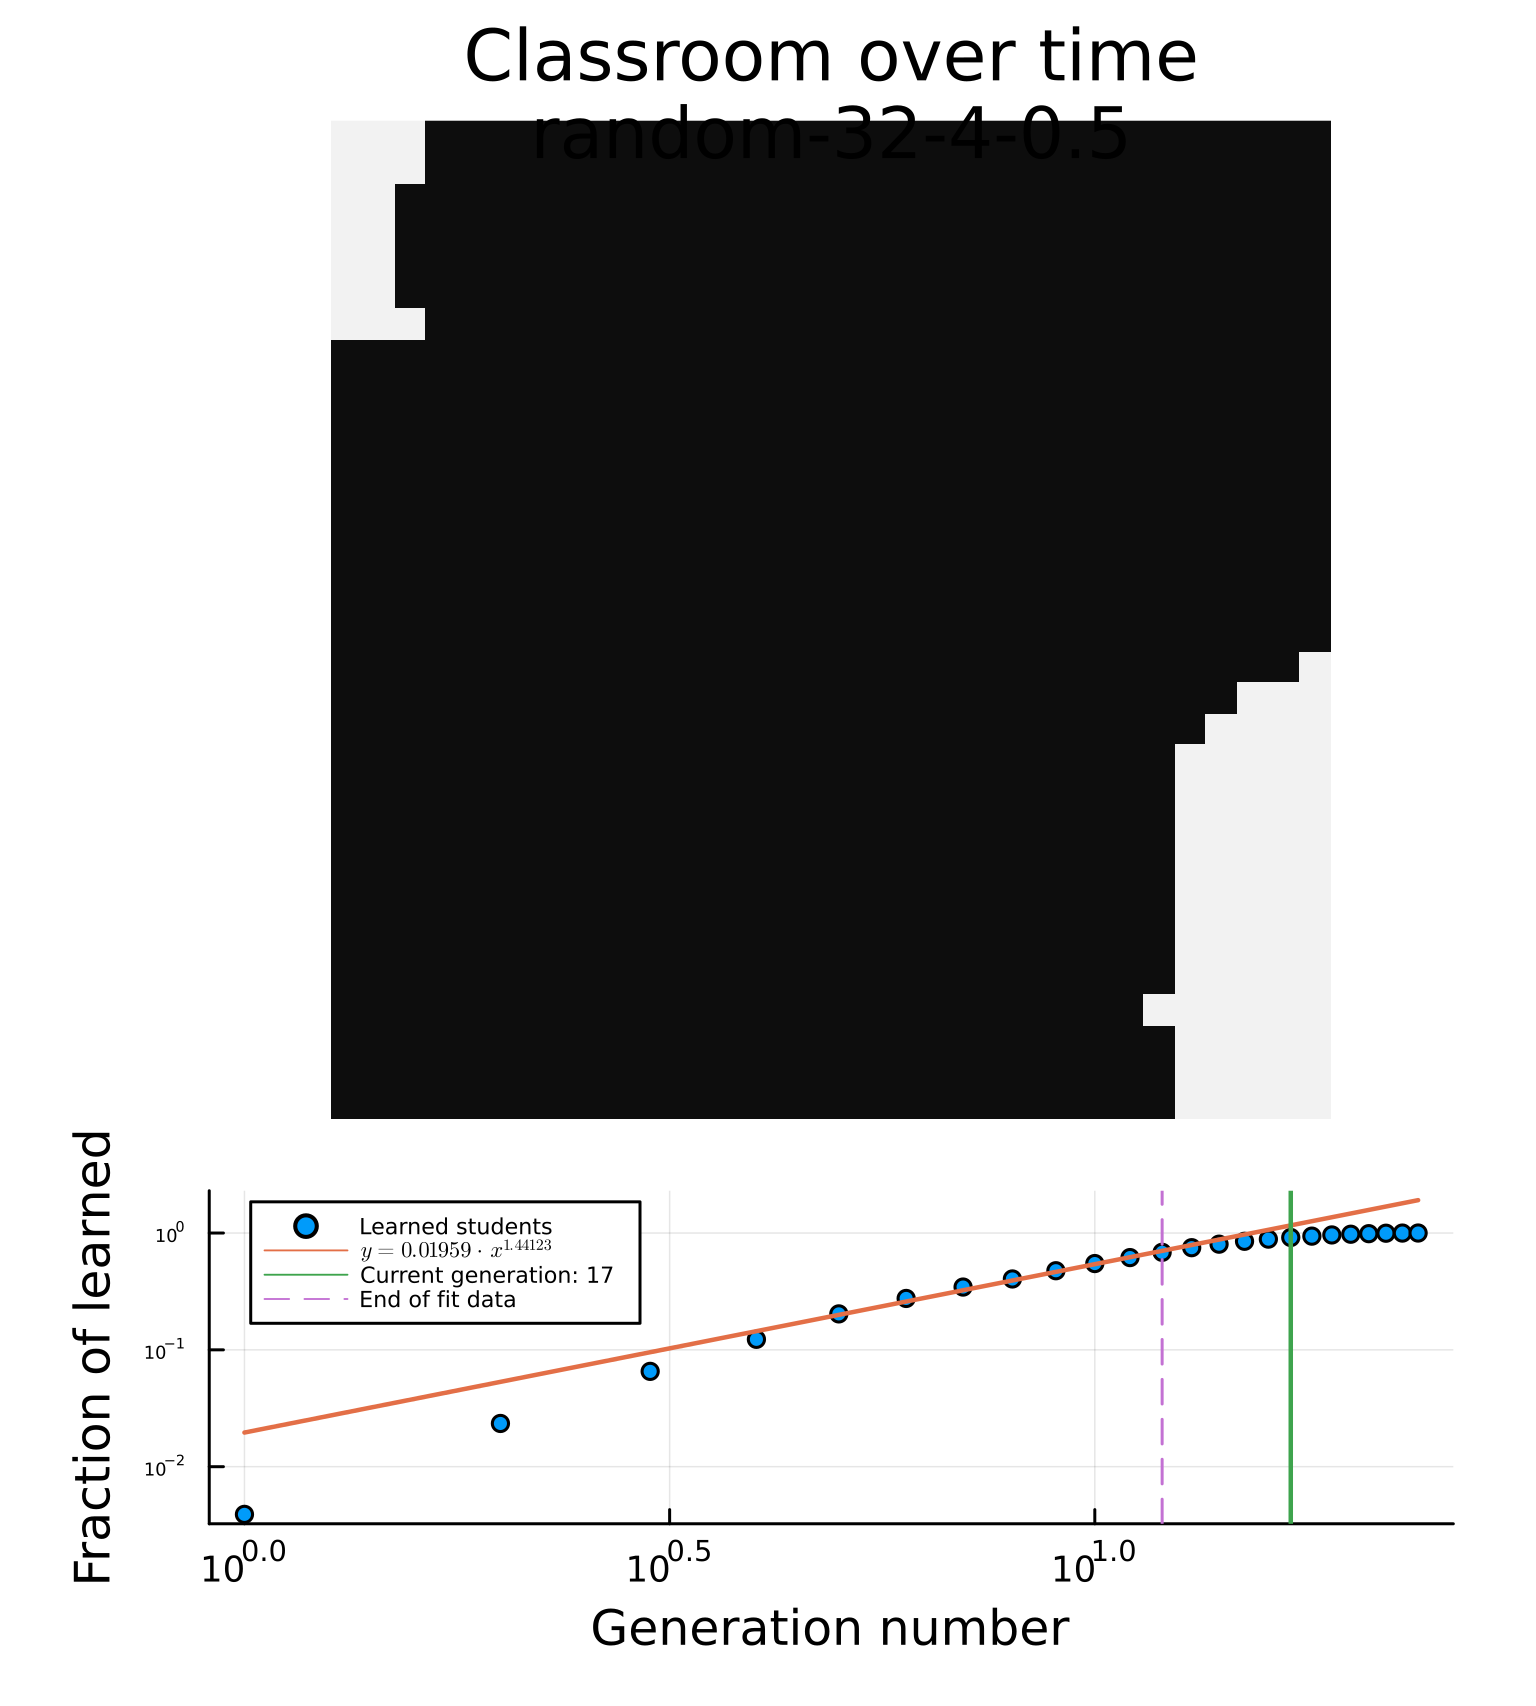 Classroom over time
random-32-4-0.5
Fraction of learned
10⁰
10⁻¹
10⁻²
Learned students
y = 0.01959 · x^1.44123
Current generation: 17
End of fit data
10^0.0
10^0.5
10^1.0
Generation number